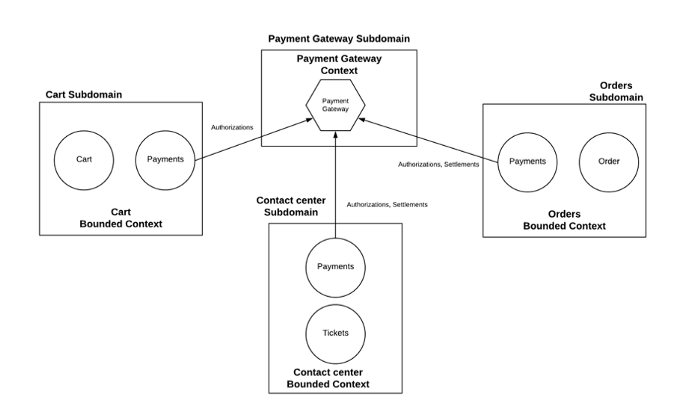 Payment Gateway Subdomain
Payment Gateway
Context
Payment
Gateway
Cart Subdomain
Cart
Payments
Cart
Bounded Context
Authorizations
Orders
Subdomain
Payments
Order
Orders
Bounded Context
Authorizations, Settlements
Contact center
Subdomain
Authorizations, Settlements
Payments
Tickets
Contact center
Bounded Context